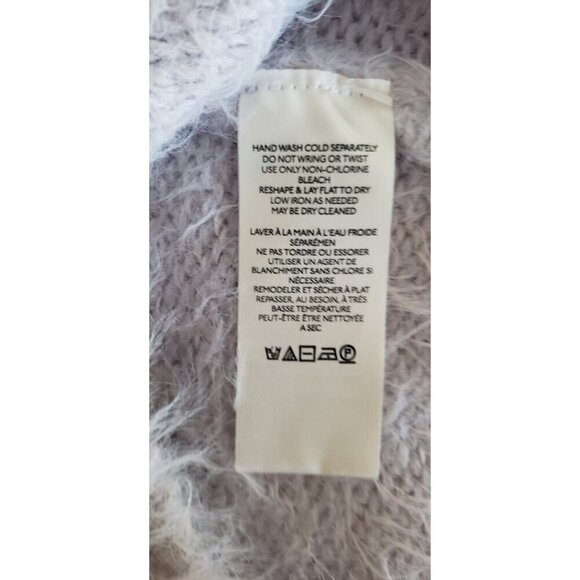 HAND WASH COLD SEPARATELY
DO NOT WRING OR TWIST
USE ONLY NON-CHLORINE
BLEACH
RESHAPE & LAY FLAT TO DRY
LOW IRON AS NEEDED
MAY BE DRY CLEANED
LAVER À LA MAIN À L'EAU FROIDE
SÉPARÉMEN
NE PAS TORDRE OU ESSORER
UTILISER UN AGENT DE
BLANCHIMENT SANS CHLORE SI
NÉCESSAIRE
REMODELER ET SÉCHER À PLAT
REPASSER, AU BESOIN, À TRÈS
BASSE TEMPÉRATURE
PEUT-ÊTRE ÊTRE NETTOYÉE
A SEC
P